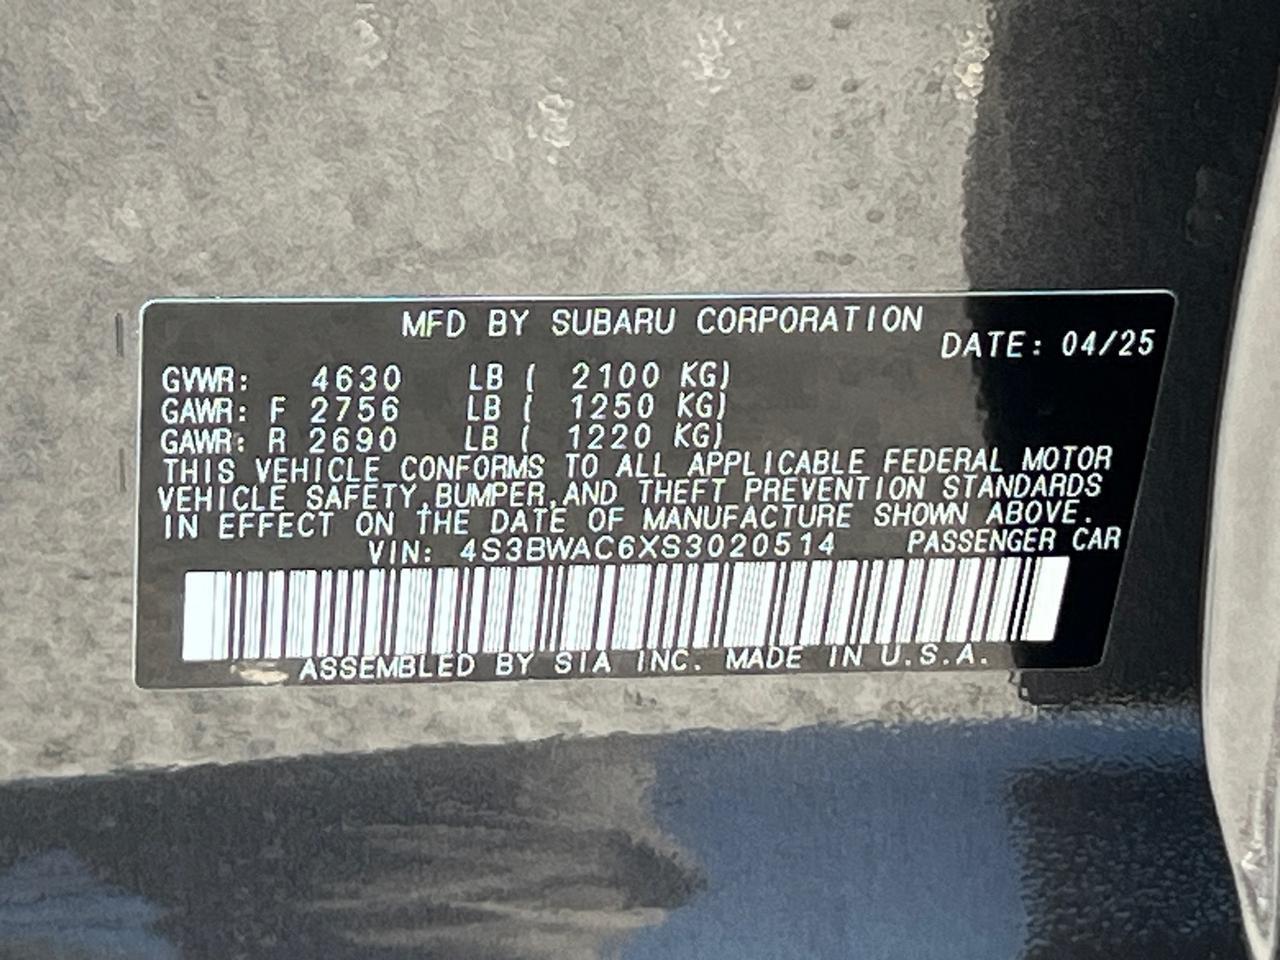 MFD BY SUBARU CORPORATION
DATE: 04/25
GVWR: 4630 LB ( 2100 KG)
GAWR: F 2756 LB ( 1250 KG)
GAWR: R 2690 LB ( 1220 KG)
THIS VEHICLE CONFORMS TO ALL APPLICABLE FEDERAL MOTOR
VEHICLE SAFETY,BUMPER,AND THEFT PREVENTION STANDARDS
IN EFFECT ON THE DATE OF MANUFACTURE SHOWN ABOVE.
VIN: 4S3BWAC6XS3020514 PASSENGER CAR
ASSEMBLED BY SIA INC. MADE IN U.S.A.